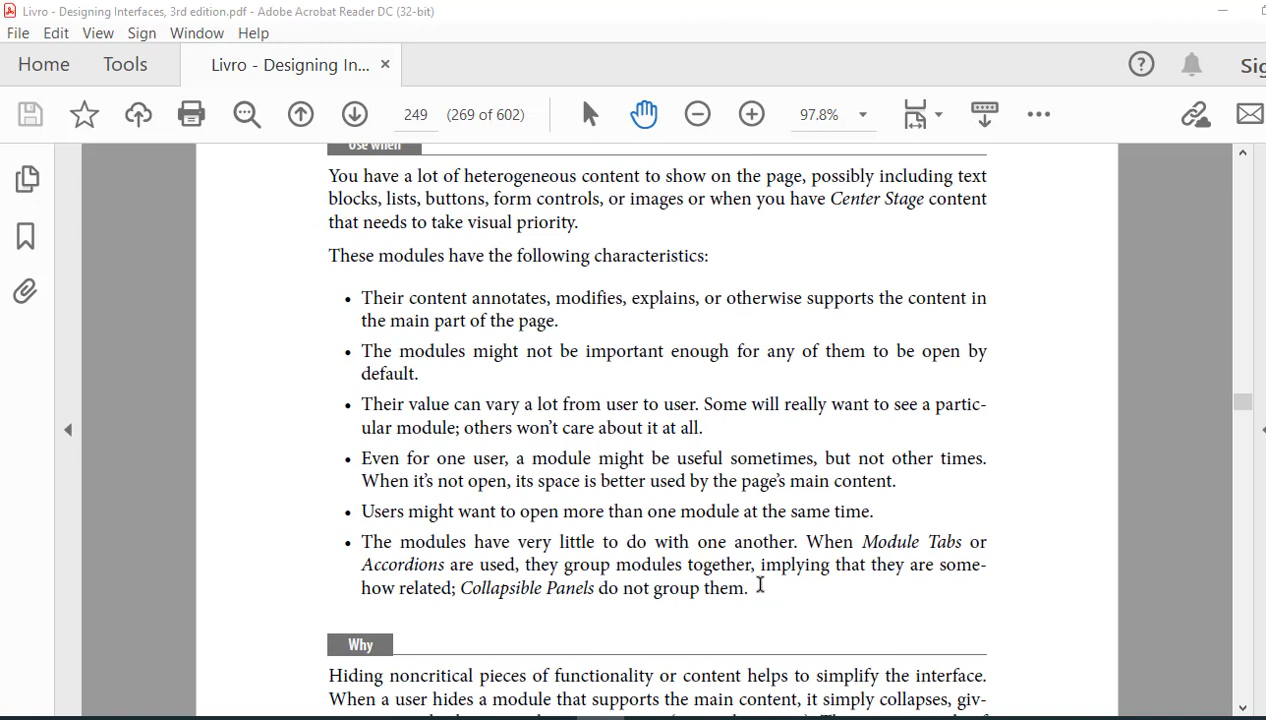 Livro - Designing Interfaces, 3rd edition.pdf - Adobe Acrobat Reader DC (32-bit)
File Edit View Sign Window Help
Home Tools Livro - Designing In... ×
249 (269 of 602) 97.8%
Use when
You have a lot of heterogeneous content to show on the page, possibly including text
blocks, lists, buttons, form controls, or images or when you have Center Stage content
that needs to take visual priority.
These modules have the following characteristics:
• Their content annotates, modifies, explains, or otherwise supports the content in
the main part of the page.
• The modules might not be important enough for any of them to be open by
default.
• Their value can vary a lot from user to user. Some will really want to see a partic-
ular module; others won't care about it at all.
• Even for one user, a module might be useful sometimes, but not other times.
When it's not open, its space is better used by the page's main content.
• Users might want to open more than one module at the same time.
• The modules have very little to do with one another. When Module Tabs or
Accordions are used, they group modules together, implying that they are some-
how related; Collapsible Panels do not group them.
Why
Hiding noncritical pieces of functionality or content helps to simplify the interface.
When a user hides a module that supports the main content, it simply collapses, giv-